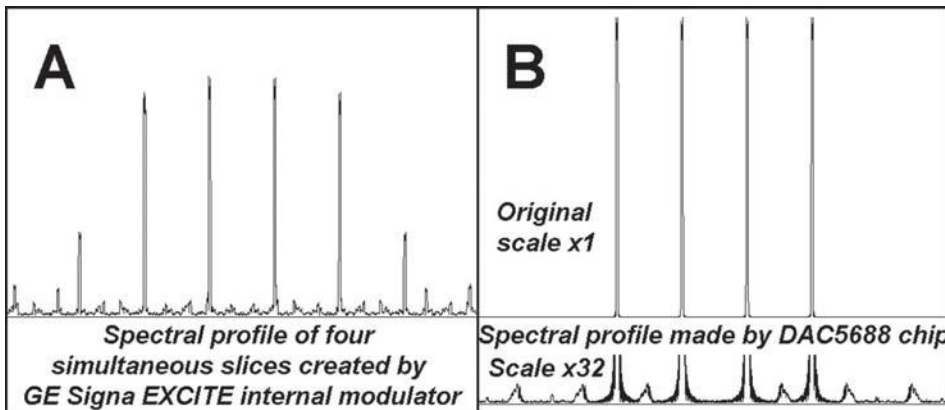 A
Spectral profile of four
simultaneous slices created by
GE Signa EXCITE internal modulator
B
Original
scale x1
Spectral profile made by DAC5688 chip
Scale x32